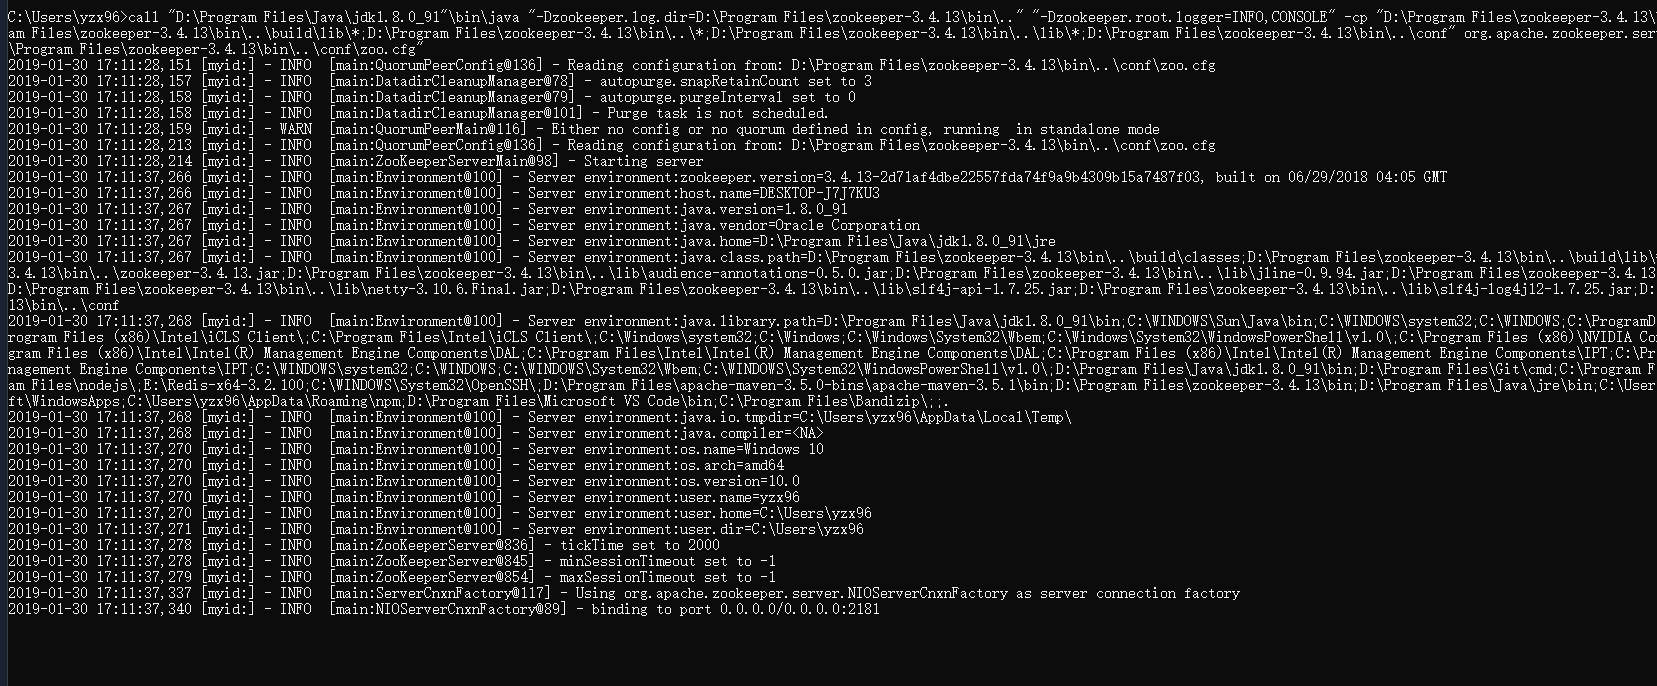 C:\Users\yzx96>call "D:\Program Files\Java\jdk1.8.0_91"\bin\java "-Dzookeeper.log.dir=D:\Program Files\zookeeper-3.4.13\bin\.." "-Dzookeeper.root.logger=INFO,CONSOLE" -cp "D:\Program Files\zookeeper-3.4.13\
am Files\zookeeper-3.4.13\bin\..\build\lib\*;D:\Program Files\zookeeper-3.4.13\bin\..\*;D:\Program Files\zookeeper-3.4.13\bin\..\lib\*;D:\Program Files\zookeeper-3.4.13\bin\..\conf" org.apache.zookeeper.ser
\Program Files\zookeeper-3.4.13\bin\..\conf\zoo.cfg"
2019-01-30 17:11:28,151 [myid:] - INFO  [main:QuorumPeerConfig@136] - Reading configuration from: D:\Program Files\zookeeper-3.4.13\bin\..\conf\zoo.cfg
2019-01-30 17:11:28,157 [myid:] - INFO  [main:DatadirCleanupManager@78] - autopurge.snapRetainCount set to 3
2019-01-30 17:11:28,158 [myid:] - INFO  [main:DatadirCleanupManager@79] - autopurge.purgeInterval set to 0
2019-01-30 17:11:28,158 [myid:] - INFO  [main:DatadirCleanupManager@101] - Purge task is not scheduled.
2019-01-30 17:11:28,159 [myid:] - WARN  [main:QuorumPeerMain@116] - Either no config or no quorum defined in config, running  in standalone mode
2019-01-30 17:11:28,213 [myid:] - INFO  [main:QuorumPeerConfig@136] - Reading configuration from: D:\Program Files\zookeeper-3.4.13\bin\..\conf\zoo.cfg
2019-01-30 17:11:28,214 [myid:] - INFO  [main:ZooKeeperServerMain@98] - Starting server
2019-01-30 17:11:37,266 [myid:] - INFO  [main:Environment@100] - Server environment:zookeeper.version=3.4.13-2d71af4dbe22557fda74f9a9b4309b15a7487f03, built on 06/29/2018 04:05 GMT
2019-01-30 17:11:37,266 [myid:] - INFO  [main:Environment@100] - Server environment:host.name=DESKTOP-J7J7KU3
2019-01-30 17:11:37,267 [myid:] - INFO  [main:Environment@100] - Server environment:java.version=1.8.0_91
2019-01-30 17:11:37,267 [myid:] - INFO  [main:Environment@100] - Server environment:java.vendor=Oracle Corporation
2019-01-30 17:11:37,267 [myid:] - INFO  [main:Environment@100] - Server environment:java.home=D:\Program Files\Java\jdk1.8.0_91\jre
2019-01-30 17:11:37,267 [myid:] - INFO  [main:Environment@100] - Server environment:java.class.path=D:\Program Files\zookeeper-3.4.13\bin\..\build\classes;D:\Program Files\zookeeper-3.4.13\bin\..\build\lib\
3.4.13\bin\..\zookeeper-3.4.13.jar;D:\Program Files\zookeeper-3.4.13\bin\..\lib\audience-annotations-0.5.0.jar;D:\Program Files\zookeeper-3.4.13\bin\..\lib\jline-0.9.94.jar;D:\Program Files\zookeeper-3.4.13
D:\Program Files\zookeeper-3.4.13\bin\..\lib\netty-3.10.6.Final.jar;D:\Program Files\zookeeper-3.4.13\bin\..\lib\slf4j-api-1.7.25.jar;D:\Program Files\zookeeper-3.4.13\bin\..\lib\slf4j-log4j12-1.7.25.jar;D:
13\bin\..\conf
2019-01-30 17:11:37,268 [myid:] - INFO  [main:Environment@100] - Server environment:java.library.path=D:\Program Files\Java\jdk1.8.0_91\bin;C:\WINDOWS\Sun\Java\bin;C:\WINDOWS\system32;C:\WINDOWS;C:\ProgramD
rogram Files (x86)\Intel\iCLS Client\;C:\Program Files\Intel\iCLS Client\;C:\Windows\system32;C:\Windows;C:\Windows\System32\Wbem;C:\Windows\System32\WindowsPowerShell\v1.0\;C:\Program Files (x86)\NVIDIA Co
gram Files (x86)\Intel\Intel(R) Management Engine Components\DAL;C:\Program Files\Intel\Intel(R) Management Engine Components\DAL;C:\Program Files (x86)\Intel\Intel(R) Management Engine Components\IPT;C:\Pr
nagement Engine Components\IPT;C:\WINDOWS\system32;C:\WINDOWS;C:\WINDOWS\System32\Wbem;C:\WINDOWS\System32\WindowsPowerShell\v1.0\;D:\Program Files\Java\jdk1.8.0_91\bin;D:\Program Files\Git\cmd;C:\Program F
am Files\nodejs\;E:\Redis-x64-3.2.100;C:\WINDOWS\System32\OpenSSH\;D:\Program Files\apache-maven-3.5.0-bins\apache-maven-3.5.1\bin;D:\Program Files\zookeeper-3.4.13\bin;D:\Program Files\Java\jre\bin;C:\User
ft\WindowsApps;C:\Users\yzx96\AppData\Roaming\npm;D:\Program Files\Microsoft VS Code\bin;C:\Program Files\Bandizip\;;.
2019-01-30 17:11:37,268 [myid:] - INFO  [main:Environment@100] - Server environment:java.io.tmpdir=C:\Users\yzx96\AppData\Local\Temp\
2019-01-30 17:11:37,268 [myid:] - INFO  [main:Environment@100] - Server environment:java.compiler=<NA>
2019-01-30 17:11:37,270 [myid:] - INFO  [main:Environment@100] - Server environment:os.name=Windows 10
2019-01-30 17:11:37,270 [myid:] - INFO  [main:Environment@100] - Server environment:os.arch=amd64
2019-01-30 17:11:37,270 [myid:] - INFO  [main:Environment@100] - Server environment:os.version=10.0
2019-01-30 17:11:37,270 [myid:] - INFO  [main:Environment@100] - Server environment:user.name=yzx96
2019-01-30 17:11:37,270 [myid:] - INFO  [main:Environment@100] - Server environment:user.home=C:\Users\yzx96
2019-01-30 17:11:37,271 [myid:] - INFO  [main:Environment@100] - Server environment:user.dir=C:\Users\yzx96
2019-01-30 17:11:37,278 [myid:] - INFO  [main:ZooKeeperServer@836] - tickTime set to 2000
2019-01-30 17:11:37,278 [myid:] - INFO  [main:ZooKeeperServer@845] - minSessionTimeout set to -1
2019-01-30 17:11:37,279 [myid:] - INFO  [main:ZooKeeperServer@854] - maxSessionTimeout set to -1
2019-01-30 17:11:37,337 [myid:] - INFO  [main:ServerCnxnFactory@117] - Using org.apache.zookeeper.server.NIOServerCnxnFactory as server connection factory
2019-01-30 17:11:37,340 [myid:] - INFO  [main:NIOServerCnxnFactory@89] - binding to port 0.0.0.0/0.0.0.0:2181